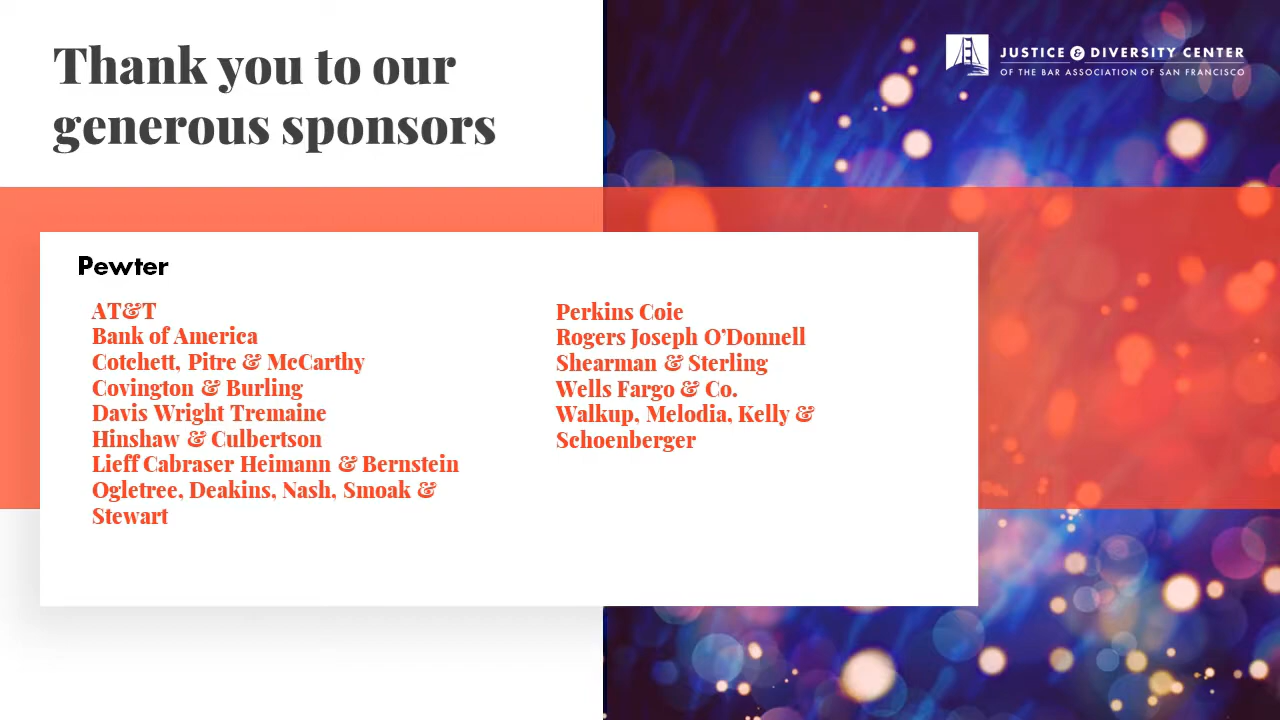 Thank you to our
generous sponsors
JUSTICE & DIVERSITY CENTER
OF THE BAR ASSOCIATION OF SAN FRANCISCO
Pewter
AT&T
Bank of America
Cotchett, Pitre & McCarthy
Covington & Burling
Davis Wright Tremaine
Hinshaw & Culbertson
Lieff Cabraser Heimann & Bernstein
Ogletree, Deakins, Nash, Smoak &
Stewart
Perkins Coie
Rogers Joseph O’Donnell
Shearman & Sterling
Wells Fargo & Co.
Walkup, Melodia, Kelly &
Schoenberger